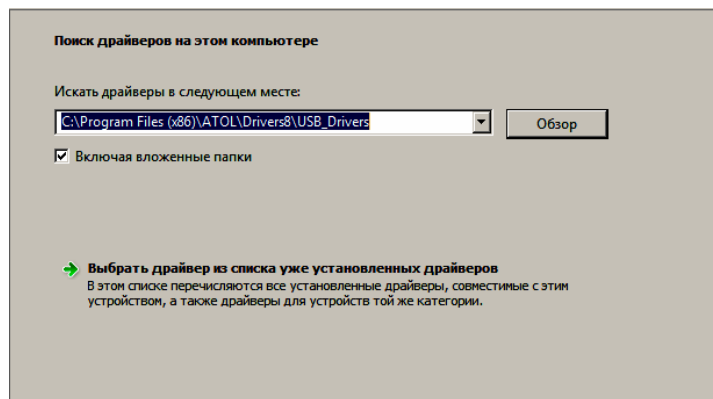 Поиск драйверов на этом компьютере
Искать драйверы в следующем месте:
C:\Program Files (x86)\ATOL\Drivers8\USB_Drivers
Обзор
Включая вложенные папки
Выбрать драйвер из списка уже установленных драйверов
В этом списке перечисляются все установленные драйверы, совместимые с этим
устройством, а также драйверы для устройств той же категории.